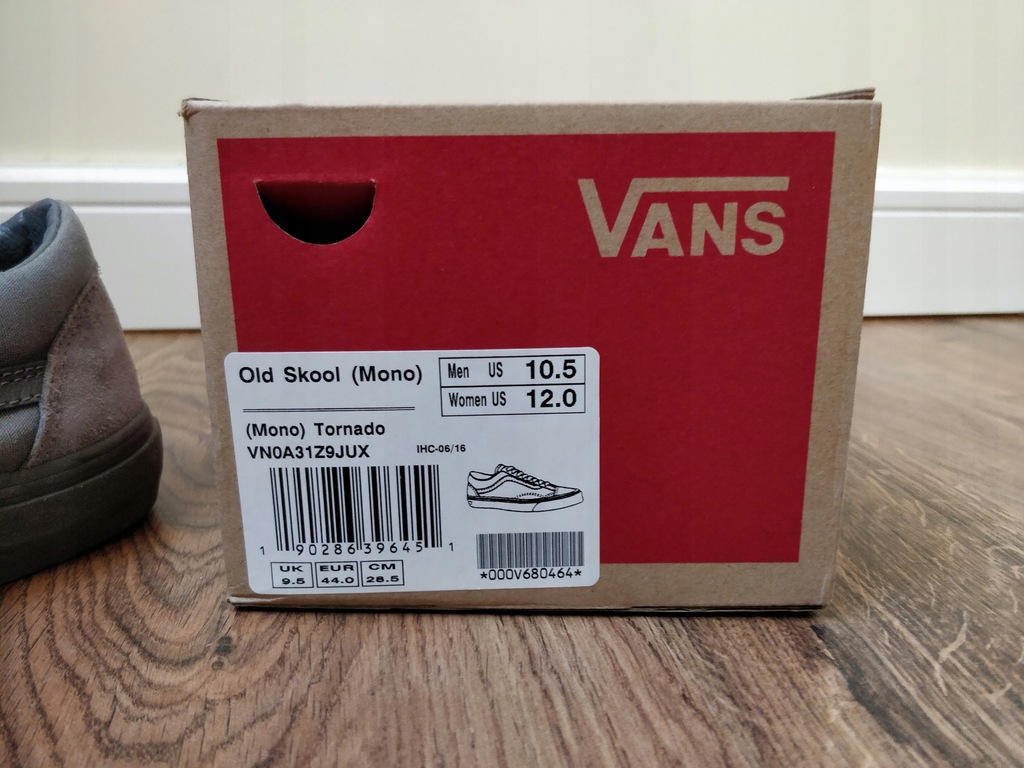 VANS
Old Skool (Mono)
Men US 10.5
Women US 12.0
(Mono) Tornado
VN0A31Z9JUX
IHC-06/16
1 90286 39645 1
UK EUR CM
9.5 44.0 28.5
*000V680464*